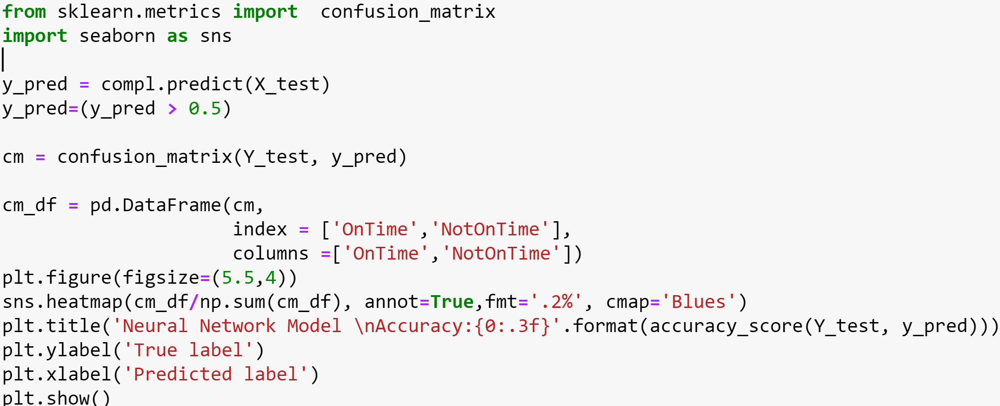 from sklearn.metrics import  confusion_matrix
import seaborn as sns
y_pred = compl.predict(X_test)
y_pred=(y_pred > 0.5)
cm = confusion_matrix(Y_test, y_pred)
cm_df = pd.DataFrame(cm,
                     index = ['OnTime','NotOnTime'],
                     columns =['OnTime','NotOnTime'])
plt.figure(figsize=(5.5,4))
sns.heatmap(cm_df/np.sum(cm_df), annot=True,fmt='.2%', cmap='Blues')
plt.title('Neural Network Model \nAccuracy:{0:.3f}'.format(accuracy_score(Y_test, y_pred)))
plt.ylabel('True label')
plt.xlabel('Predicted label')
plt.show()